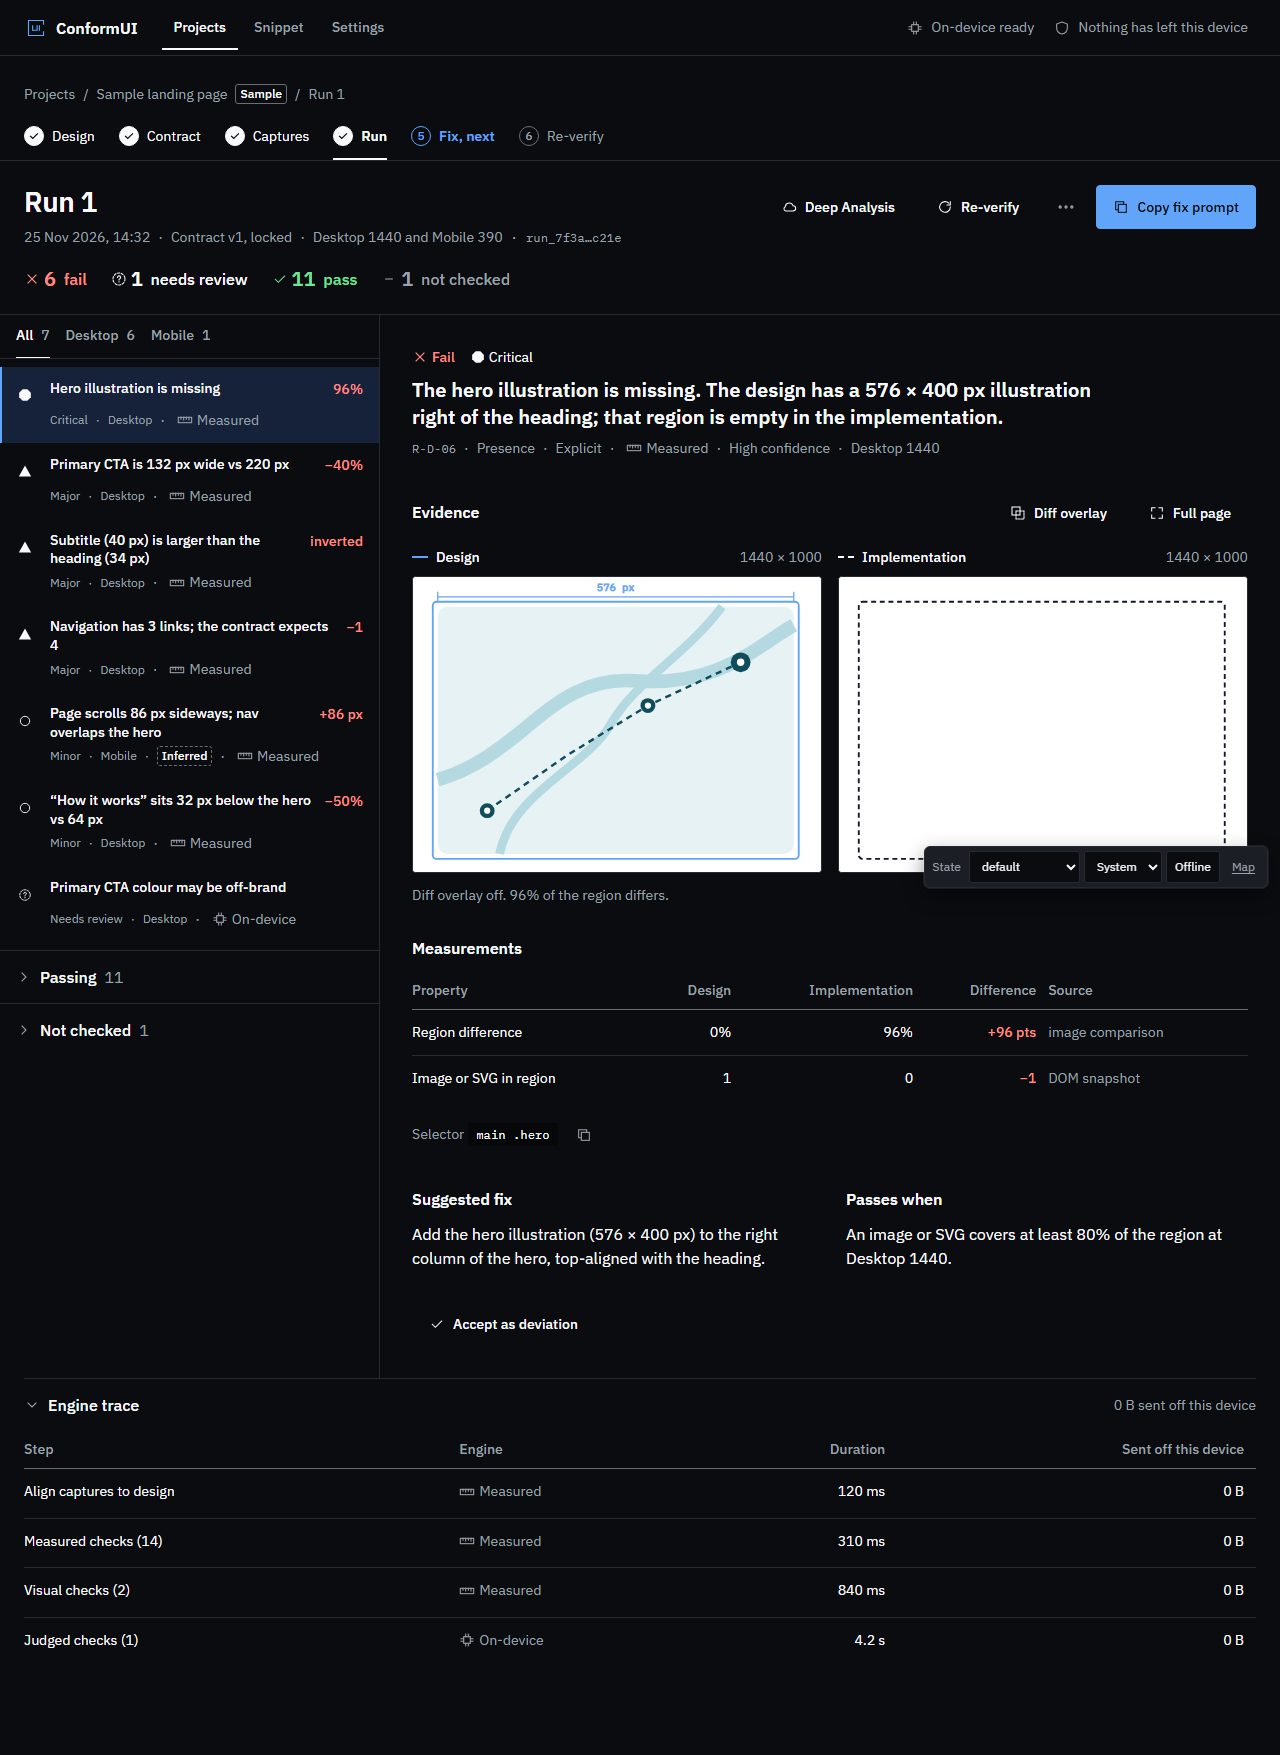 UI ConformUI Projects Snippet Settings On-device ready Nothing has left this device
Projects / Sample landing page Sample / Run 1
Design Contract Captures Run 5 Fix, next 6 Re-verify
Run 1
Deep Analysis Re-verify ··· Copy fix prompt
25 Nov 2026, 14:32 · Contract v1, locked · Desktop 1440 and Mobile 390 · run_7f3a…c21e
6 fail 1 needs review 11 pass 1 not checked
All 7 Desktop 6 Mobile 1
Hero illustration is missing 96%
Critical · Desktop · Measured
Primary CTA is 132 px wide vs 220 px −40%
Major · Desktop · Measured
Subtitle (40 px) is larger than the inverted
heading (34 px)
Major · Desktop · Measured
Navigation has 3 links; the contract expects −1
4
Major · Desktop · Measured
Page scrolls 86 px sideways; nav +86 px
overlaps the hero
Minor · Mobile · Inferred · Measured
“How it works” sits 32 px below the hero −50%
vs 64 px
Minor · Desktop · Measured
Primary CTA colour may be off-brand
Needs review · Desktop · On-device
Passing 11
Not checked 1
Fail Critical
The hero illustration is missing. The design has a 576 × 400 px illustration
right of the heading; that region is empty in the implementation.
R-D-06 · Presence · Explicit · Measured · High confidence · Desktop 1440
Evidence Diff overlay Full page
Design 1440 × 1000 Implementation 1440 × 1000
576 px
State default System Offline Map
Diff overlay off. 96% of the region differs.
Measurements
Property Design Implementation Difference Source
Region difference 0% 96% +96 pts image comparison
Image or SVG in region 1 0 −1 DOM snapshot
Selector main .hero
Suggested fix Passes when
Add the hero illustration (576 × 400 px) to the right An image or SVG covers at least 80% of the region at
column of the hero, top-aligned with the heading. Desktop 1440.
Accept as deviation
Engine trace 0 B sent off this device
Step Engine Duration Sent off this device
Align captures to design Measured 120 ms 0 B
Measured checks (14) Measured 310 ms 0 B
Visual checks (2) Measured 840 ms 0 B
Judged checks (1) On-device 4.2 s 0 B